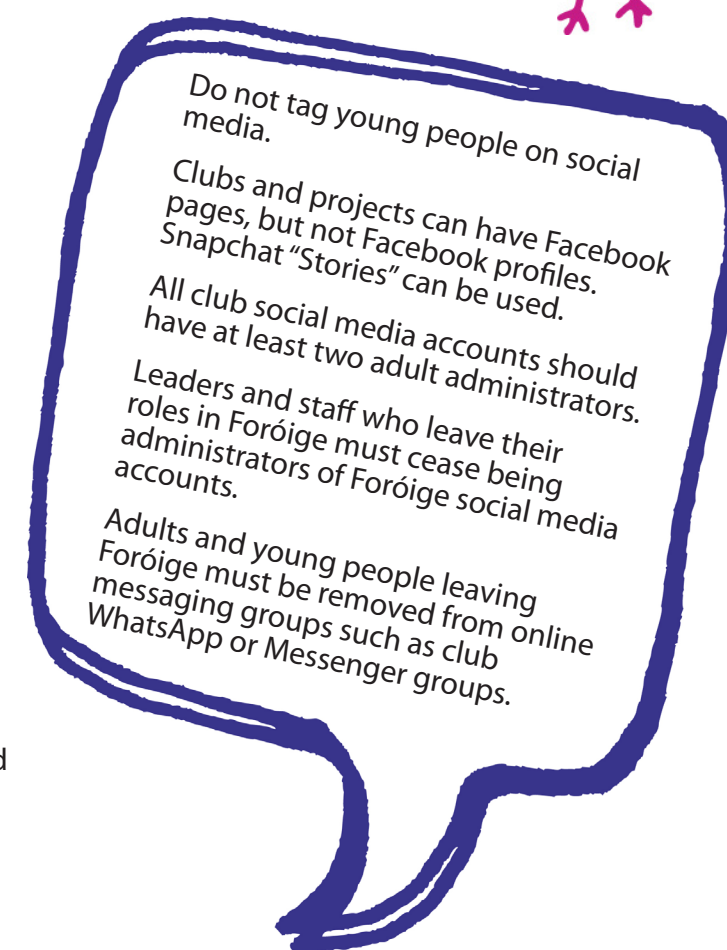 Do not tag young people on social
media.
Clubs and projects can have Facebook
pages, but not Facebook profiles.
Snapchat “Stories” can be used.
All club social media accounts should
have at least two adult administrators.
Leaders and staff who leave their
roles in Foróige must cease being
administrators of Foróige social media
accounts.
Adults and young people leaving
Foróige must be removed from online
messaging groups such as club
WhatsApp or Messenger groups.